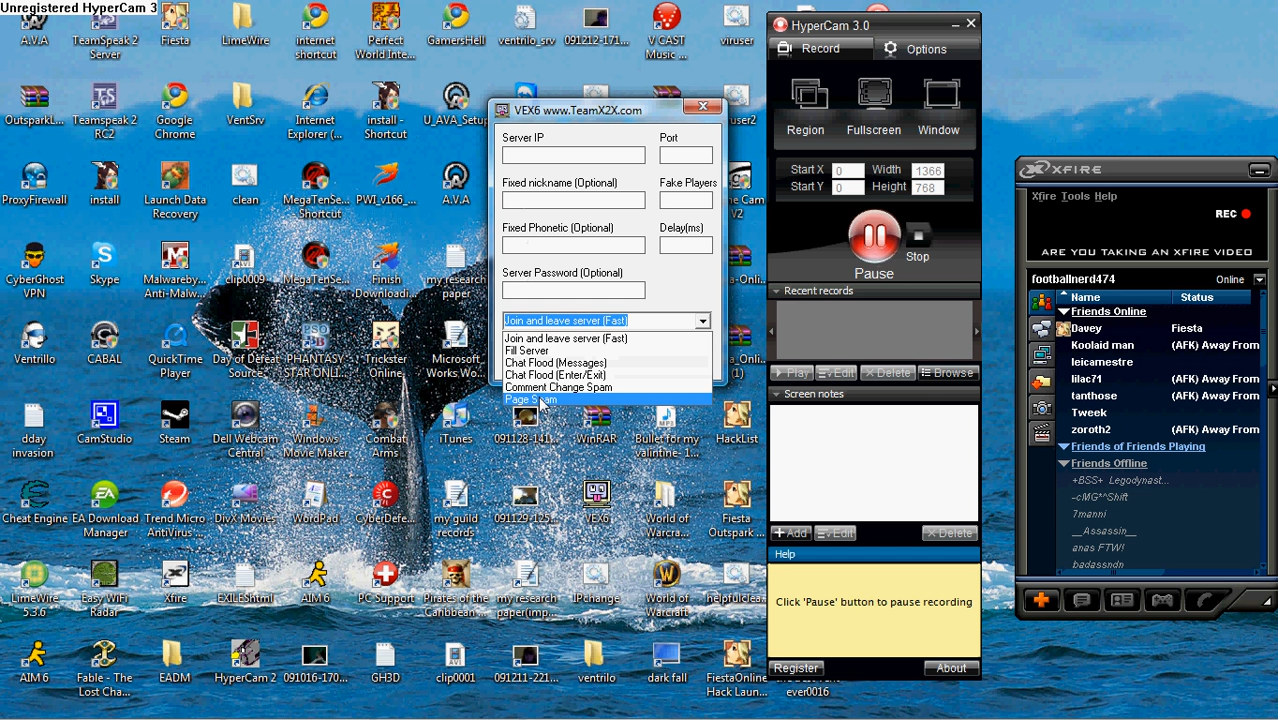 Unregistered HyperCam 3
A.V.A
TeamSpeak 2 Server
Fiesta
LimeWire
internet shortcut
Perfect World Inte...
GamersHell
ventrilo_srv
091212-171...
V CAST Music ...
viruser
OutsparkL...
Teamspeak 2 RC2
Google Chrome
VentSrv
Internet Explorer (...
install - Shortcut
U_AVA_Setup
ProxyFirewall
install
Launch Data Recovery
clean
MegaTenSe... Shortcut
PWI_v166_...
A.V.A
CyberGhost VPN
Skype
Malwareby... Anti-Malw...
clip0009
MegaTenSe...
Finish Downloadi...
my research paper
Ventrillo
CABAL
QuickTime Player
Day of Defeat Source
PHANTAS STAR ONLI...
Trickster Online
Microsoft Works Wo...
dday invasion
CamStudio
Steam
Dell Webcam Central
Windows Movie Maker
Combat Arms
iTunes
091128-141...
WinRAR
Bullet for my valintine- 1...
HackList
Cheat Engine
EA Download Manager
Trend Micro AntiVirus ...
DivX Movies
WordPad
CyberDefe...
my guild records
091129-125...
VEX6
World of Warcra...
Fiesta Outspark ...
LimeWire 5.3.6
Easy WiFi Radar
Xfire
EXILEShtml
AIM 6
PC Support
Pirates of the Caribbean ...
my research paper(imp...
IPchange
World of Warcraft
helpfulclea...
AIM 6
Fable - The Lost Cha...
EADM
HyperCam 2
091016-170...
GH3D
clip0001
091211-221...
ventrilo
dark fall
FiestaOnline Hack Laun...
ever0016
VEX6 www.TeamX2X.com
Server IP
Port
Fixed nickname (Optional)
Fake Players
Fixed Phonetic (Optional)
Delay(ms)
Server Password (Optional)
Join and leave server (Fast)
Join and leave server (Fast)
Fill Server
Chat Flood (Messages)
Chat Flood (Enter/Exit)
Comment Change Spam
Page Spam
HyperCam 3.0
Record
Options
Region
Fullscreen
Window
Start X 0 Width 1366
Start Y 0 Height 768
Stop
Pause
Recent records
Play
Edit
Delete
Browse
Screen notes
Add
Edit
Delete
Help
Click 'Pause' button to pause recording
Register
About
XFIRE
Xfire Tools Help
REC
ARE YOU TAKING AN XFIRE VIDEO
footballnerd474
Online
Name
Status
Friends Online
Davey
Fiesta
Koolaid man
(AFK) Away From
leicamestre
lilac71
(AFK) Away From
tanthose
(AFK) Away From
Tweek
zoroth2
(AFK) Away From
Friends of Friends Playing
Friends Offline
+BSS+ Legodynast...
-cMG*^Shift
7manni
__Assassin__
anas FTW!
badassndn